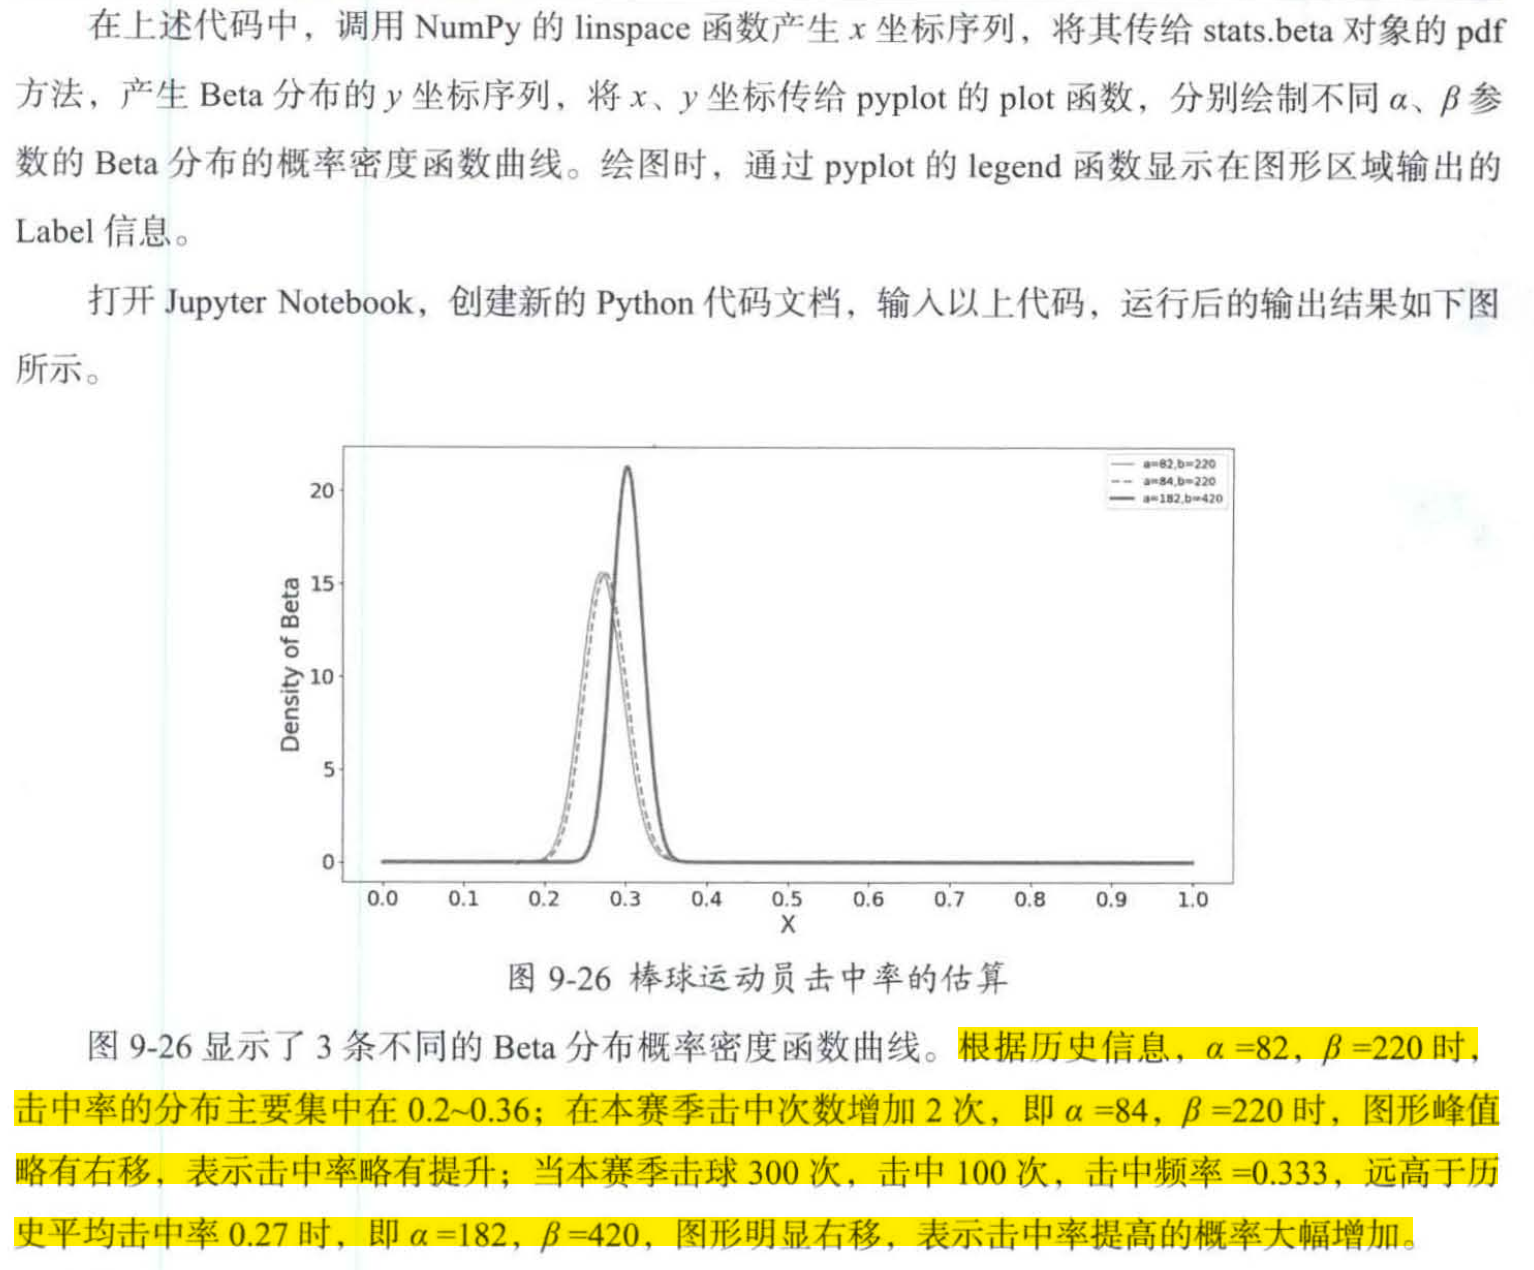 在上述代码中，调用 NumPy 的 linspace 函数产生 x 坐标序列，将其传给 stats.beta 对象的 pdf
方法，产生 Beta 分布的 y 坐标序列，将 x、y 坐标传给 pyplot 的 plot 函数，分别绘制不同 α、β 参
数的 Beta 分布的概率密度函数曲线。绘图时，通过 pyplot 的 legend 函数显示在图形区域输出的
Label 信息。
打开 Jupyter Notebook，创建新的 Python 代码文档，输入以上代码，运行后的输出结果如下图
所示。
a=82,b=220
a=84,b=220
a=182,b=420
20
15
10
5
0
Density of Beta
0.0 0.1 0.2 0.3 0.4 0.5 0.6 0.7 0.8 0.9 1.0
X
图 9-26 棒球运动员击中率的估算
图 9-26 显示了 3 条不同的 Beta 分布概率密度函数曲线。根据历史信息，α =82，β =220 时，
击中率的分布主要集中在 0.2~0.36；在本赛季击中次数增加 2 次，即 α =84，β =220 时，图形峰值
略有右移，表示击中率略有提升；当本赛季击球 300 次，击中 100 次，击中频率 =0.333，远高于历
史平均击中率 0.27 时，即 α =182，β =420，图形明显右移，表示击中率提高的概率大幅增加。